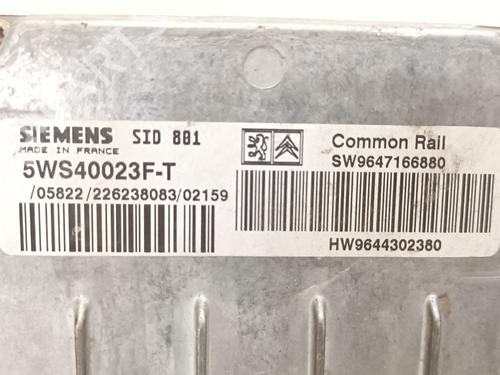 SIEMENS SID 801
MADE IN FRANCE
5WS40023F-T
/05822/226238083/02159
Common Rail
SW9647166880
HW9644302380